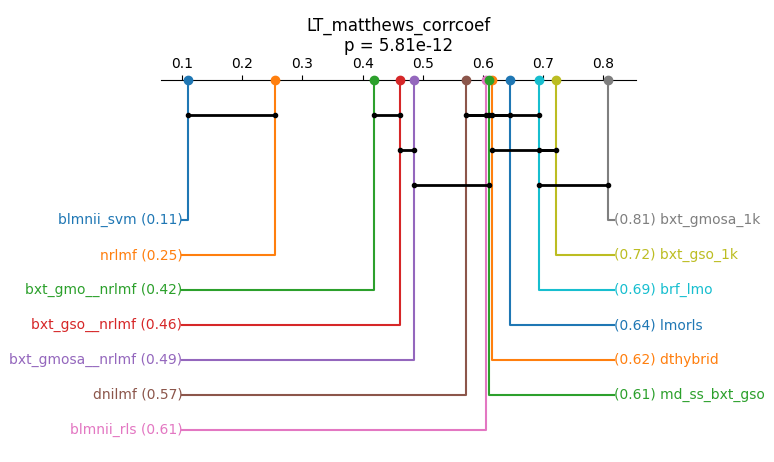 LT_matthews_corrcoef
p = 5.81e-12
0.1 0.2 0.3 0.4 0.5 0.6 0.7 0.8
blmnii_svm (0.11) (0.81) bxt_gmosa_1k
nrlmf (0.25) (0.72) bxt_gso_1k
bxt_gmo__nrlmf (0.42) (0.69) brf_lmo
bxt_gso__nrlmf (0.46) (0.64) lmorls
bxt_gmosa__nrlmf (0.49) (0.62) dthybrid
dnilmf (0.57) (0.61) md_ss_bxt_gso
blmnii_rls (0.61)